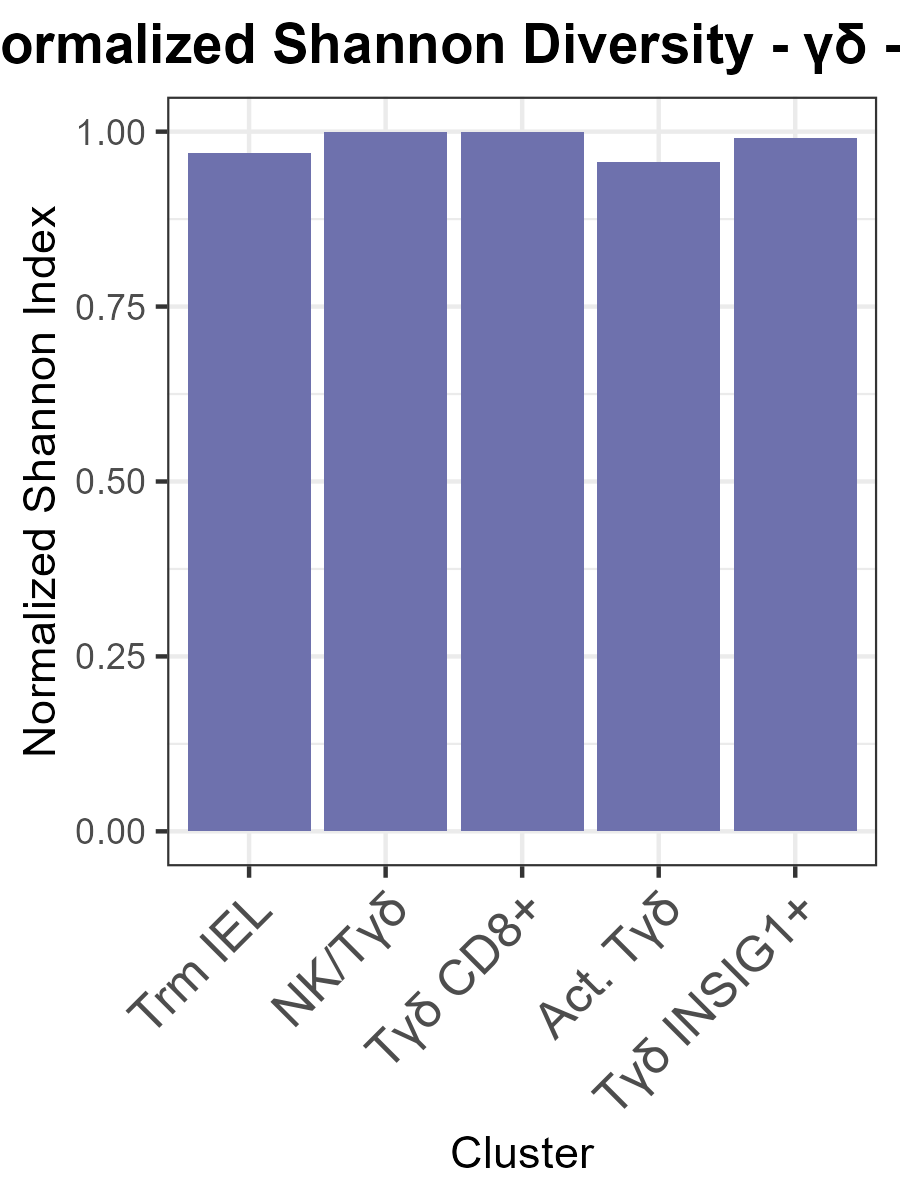 ormalized Shannon Diversity - γδ -
Normalized Shannon Index
1.00
0.75
0.50
0.25
0.00
Trm IEL
NK/Tγδ
Tγδ CD8+
Act. Tγδ
Tγδ INSIG1+
Cluster